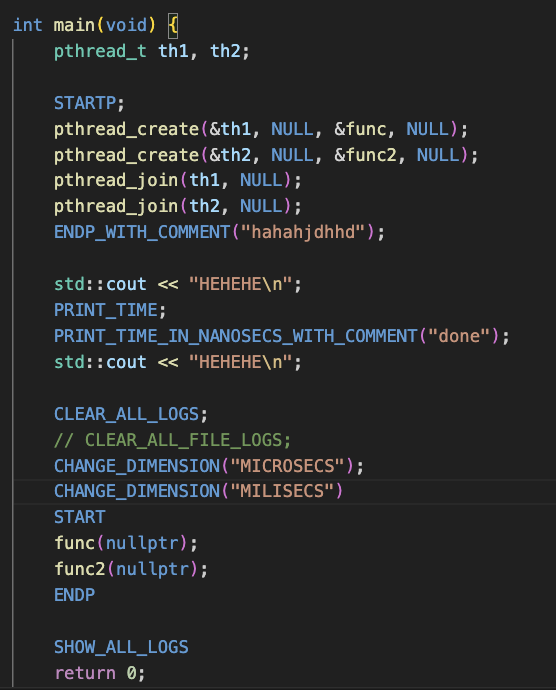 int main(void) {
    pthread_t th1, th2;

    STARTP;
    pthread_create(&th1, NULL, &func, NULL);
    pthread_create(&th2, NULL, &func2, NULL);
    pthread_join(th1, NULL);
    pthread_join(th2, NULL);
    ENDP_WITH_COMMENT("hahahjdhhd");

    std::cout << "HEHEHE\n";
    PRINT_TIME;
    PRINT_TIME_IN_NANOSECS_WITH_COMMENT("done");
    std::cout << "HEHEHE\n";

    CLEAR_ALL_LOGS;
    // CLEAR_ALL_FILE_LOGS;
    CHANGE_DIMENSION("MICROSECS");
    CHANGE_DIMENSION("MILISECS")
    START
    func(nullptr);
    func2(nullptr);
    ENDP

    SHOW_ALL_LOGS
    return 0;